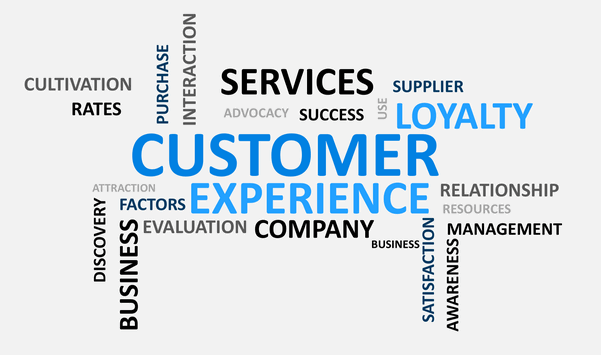 CULTIVATION
RATES
PURCHASE
INTERACTION
SERVICES
SUPPLIER
ADVOCACY
SUCCESS
USE
LOYALTY
CUSTOMER
ATTRACTION
FACTORS
EXPERIENCE
RELATIONSHIP
RESOURCES
DISCOVERY
BUSINESS
EVALUATION
COMPANY
BUSINESS
SATISFACTION
AWARENESS
MANAGEMENT